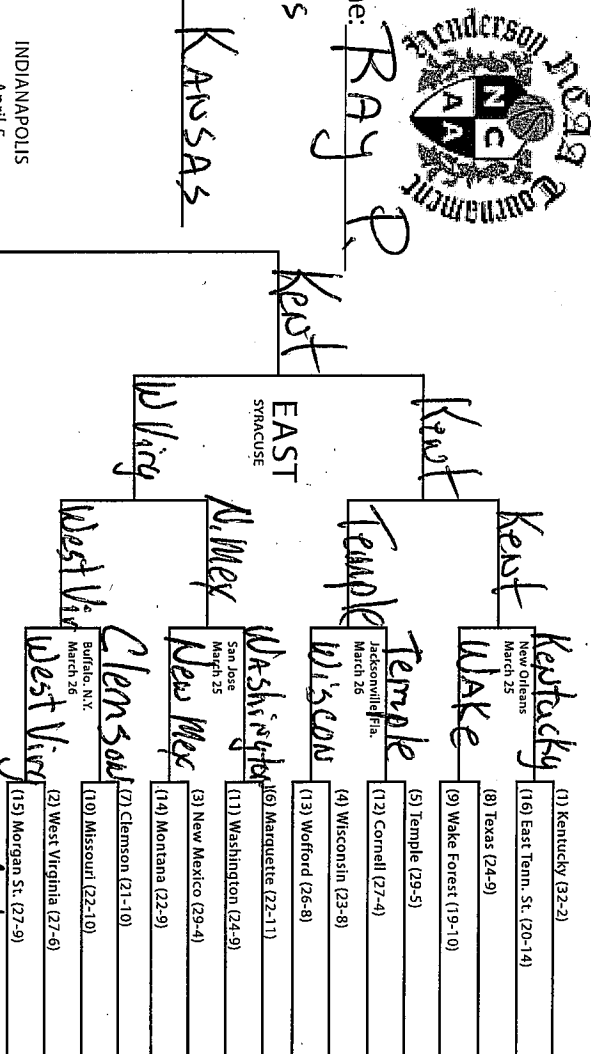 Henderson NCAA Tournament
N C A A
e:
RAY P.
s
KANSAS
INDIANAPOLIS
April 5
EAST
SYRACUSE
Kent
Kent
W Virg
Kent
Temple
N. Mex
West Vir
New Orleans
March 25
Jacksonville, Fla.
March 26
San Jose
March 25
Buffalo, N.Y.
March 26
Kentucky
WAKE
Temple
Wiscon
WAshington
New Mex
Clemson
West Virg
(1) Kentucky (32-2)
(16) East Tenn. St. (20-14)
(8) Texas (24-9)
(9) Wake Forest (19-10)
(5) Temple (29-5)
(12) Cornell (27-4)
(4) Wisconsin (23-8)
(13) Wofford (26-8)
(6) Marquette (22-11)
(11) Washington (24-9)
(3) New Mexico (29-4)
(14) Montana (22-9)
(7) Clemson (21-10)
(10) Missouri (22-10)
(2) West Virginia (27-6)
(15) Morgan St. (27-9)